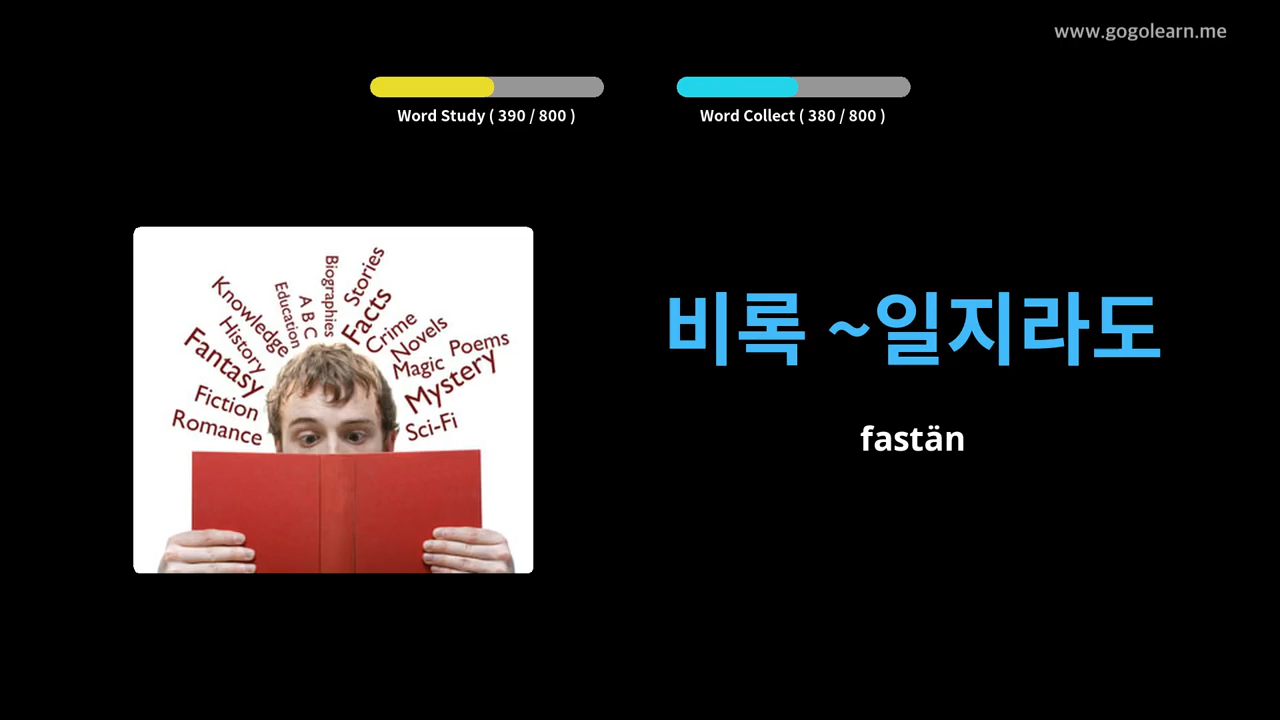 www.gogolearn.me
Word Study ( 390 / 800 )
Word Collect ( 380 / 800 )
Knowledge
History
Fantasy
Fiction
Romance
Education
A B C
Biographies
Stories
Facts
Crime
Novels
Magic
Poems
Mystery
Sci-Fi
비록 ~일지라도
fastän